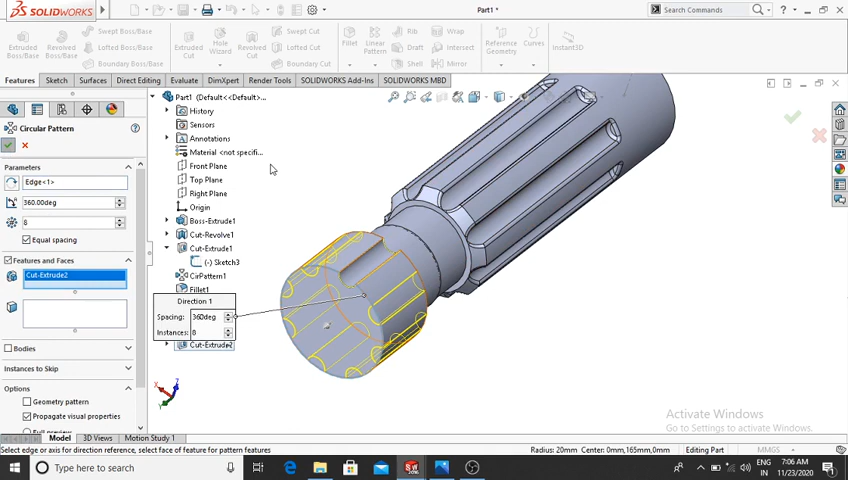 SOLIDWORKS
Part1 *
Search Commands
Extruded Boss/Base
Revolved Boss/Base
Swept Boss/Base
Lofted Boss/Base
Boundary Boss/Base
Extruded Cut
Hole Wizard
Revolved Cut
Swept Cut
Lofted Cut
Boundary Cut
Fillet
Linear Pattern
Rib
Draft
Shell
Wrap
Intersect
Mirror
Reference Geometry
Curves
Instant3D
Features
Sketch
Surfaces
Direct Editing
Evaluate
DimXpert
Render Tools
SOLIDWORKS Add-Ins
SOLIDWORKS MBD
Circular Pattern
Parameters
Edge<1>
360.00deg
8
Equal spacing
Features and Faces
Cut-Extrude2
Bodies
Instances to Skip
Options
Geometry pattern
Propagate visual properties
Full preview
Part1 (Default<<Default>...
History
Sensors
Annotations
Material <not specifi...
Front Plane
Top Plane
Right Plane
Origin
Boss-Extrude1
Cut-Revolve1
Cut-Extrude1
(-) Sketch3
CirPattern1
Fillet1
Direction 1
Spacing: 360deg
Instances: 8
Cut-Extrude2
Activate Windows
Go to Settings to activate Windows.
Model
3D Views
Motion Study 1
Select edge or axis for direction reference, select face of feature for pattern features
Radius: 20mm Center: 0mm,165mm,0mm
Editing Part
MMGS
Type here to search
ENG
IN
7:06 AM
11/23/2020